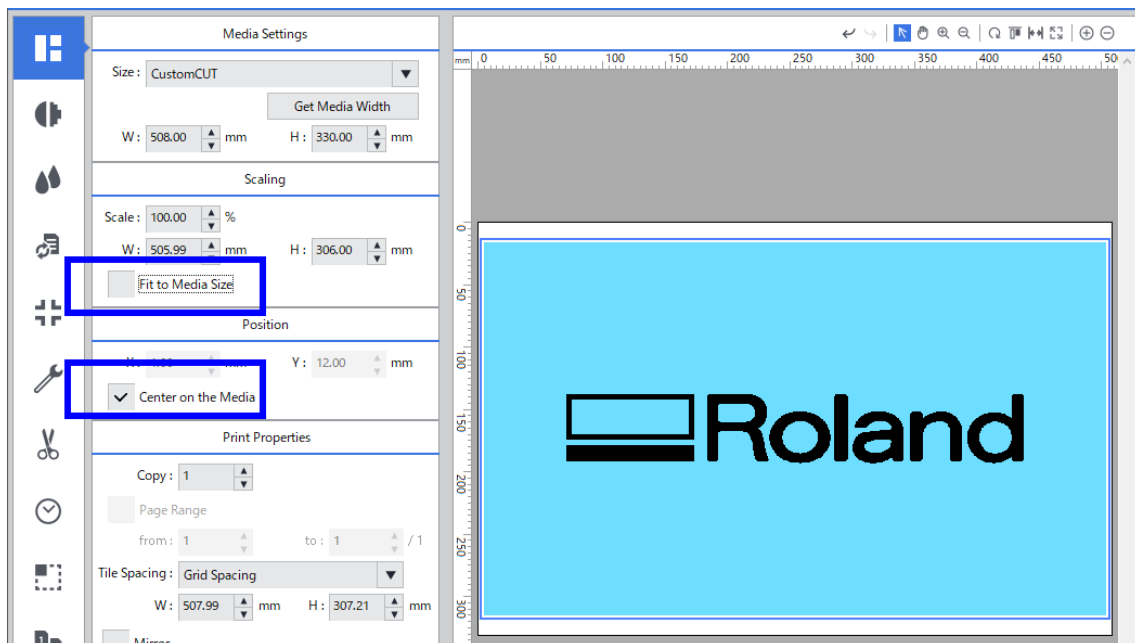 Media Settings
Size : CustomCUT
Get Media Width
W : 508.00 mm H : 330.00 mm
Scaling
Scale : 100.00 %
W : 505.99 mm H : 306.00 mm
Fit to Media Size
Position
Y : 12.00 mm
Center on the Media
Print Properties
Copy : 1
Page Range
from : 1 to : 1 / 1
Tile Spacing : Grid Spacing
W : 507.99 mm H : 307.21 mm
Mirror
mm 0 50 100 150 200 250 300 350 400 450 50
0
50
100
150
200
250
300
Roland